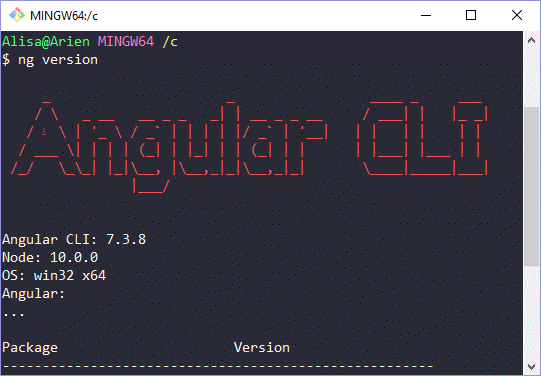 MINGW64:/c
Alisa@Arien MINGW64 /c
$ ng version
Angular CLI
Angular CLI: 7.3.8
Node: 10.0.0
OS: win32 x64
Angular:
...
Package Version
------------------------------------------------------